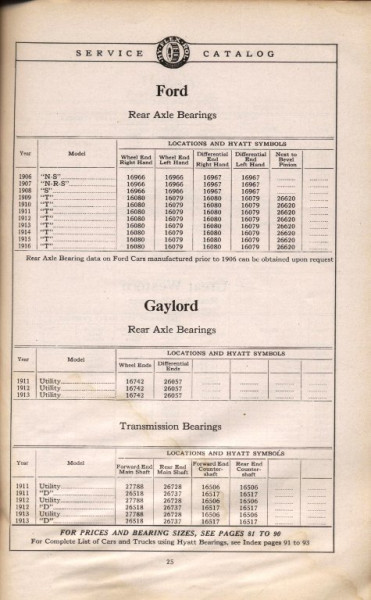 SERVICE CATALOG
Ford
Rear Axle Bearings
Year Model LOCATIONS AND HYATT SYMBOLS
Wheel End Right Hand Wheel End Left Hand Differential End Right Hand Differential End Left Hand Next to Bevel Pinion
1906 "N-S" 16966 16966 16967 16967
1907 "N-R-S" 16966 16966 16967 16967
1908 "S" 16966 16966 16967 16967
1909 "T" 16080 16079 16080 16079 26620
1910 "T" 16080 16079 16080 16079 26620
1911 "T" 16080 16079 16080 16079 26620
1912 "T" 16080 16079 16080 16079 26620
1913 "T" 16080 16079 16080 16079 26620
1914 "T" 16080 16079 16080 16079 26620
1915 "T" 16080 16079 16080 16079 26620
1916 "T" 16080 16079 16080 16079 26620
Rear Axle Bearing data on Ford Cars manufactured prior to 1906 can be obtained upon request
Gaylord
Rear Axle Bearings
Year Model LOCATIONS AND HYATT SYMBOLS
Wheel Ends Differential Ends
1911 Utility 16742 26057
1912 Utility 16742 26057
1913 Utility 16742 26057
Transmission Bearings
Year Model LOCATIONS AND HYATT SYMBOLS
Forward End Main Shaft Rear End Main Shaft Forward End Counter-shaft Rear End Counter-shaft
1911 Utility 37788 26728 16506 16506
1911 "D" 26518 26737 16517 16517
1912 Utility 37788 26728 16506 16506
1912 "D" 26518 26737 16517 16517
1913 Utility 37788 26728 16506 16506
1913 "D" 26518 26737 16517 16517
FOR PRICES AND BEARING SIZES, SEE PAGES 81 TO 90
For Complete List of Cars and Trucks using Hyatt Bearings, see Index pages 91 to 93
25